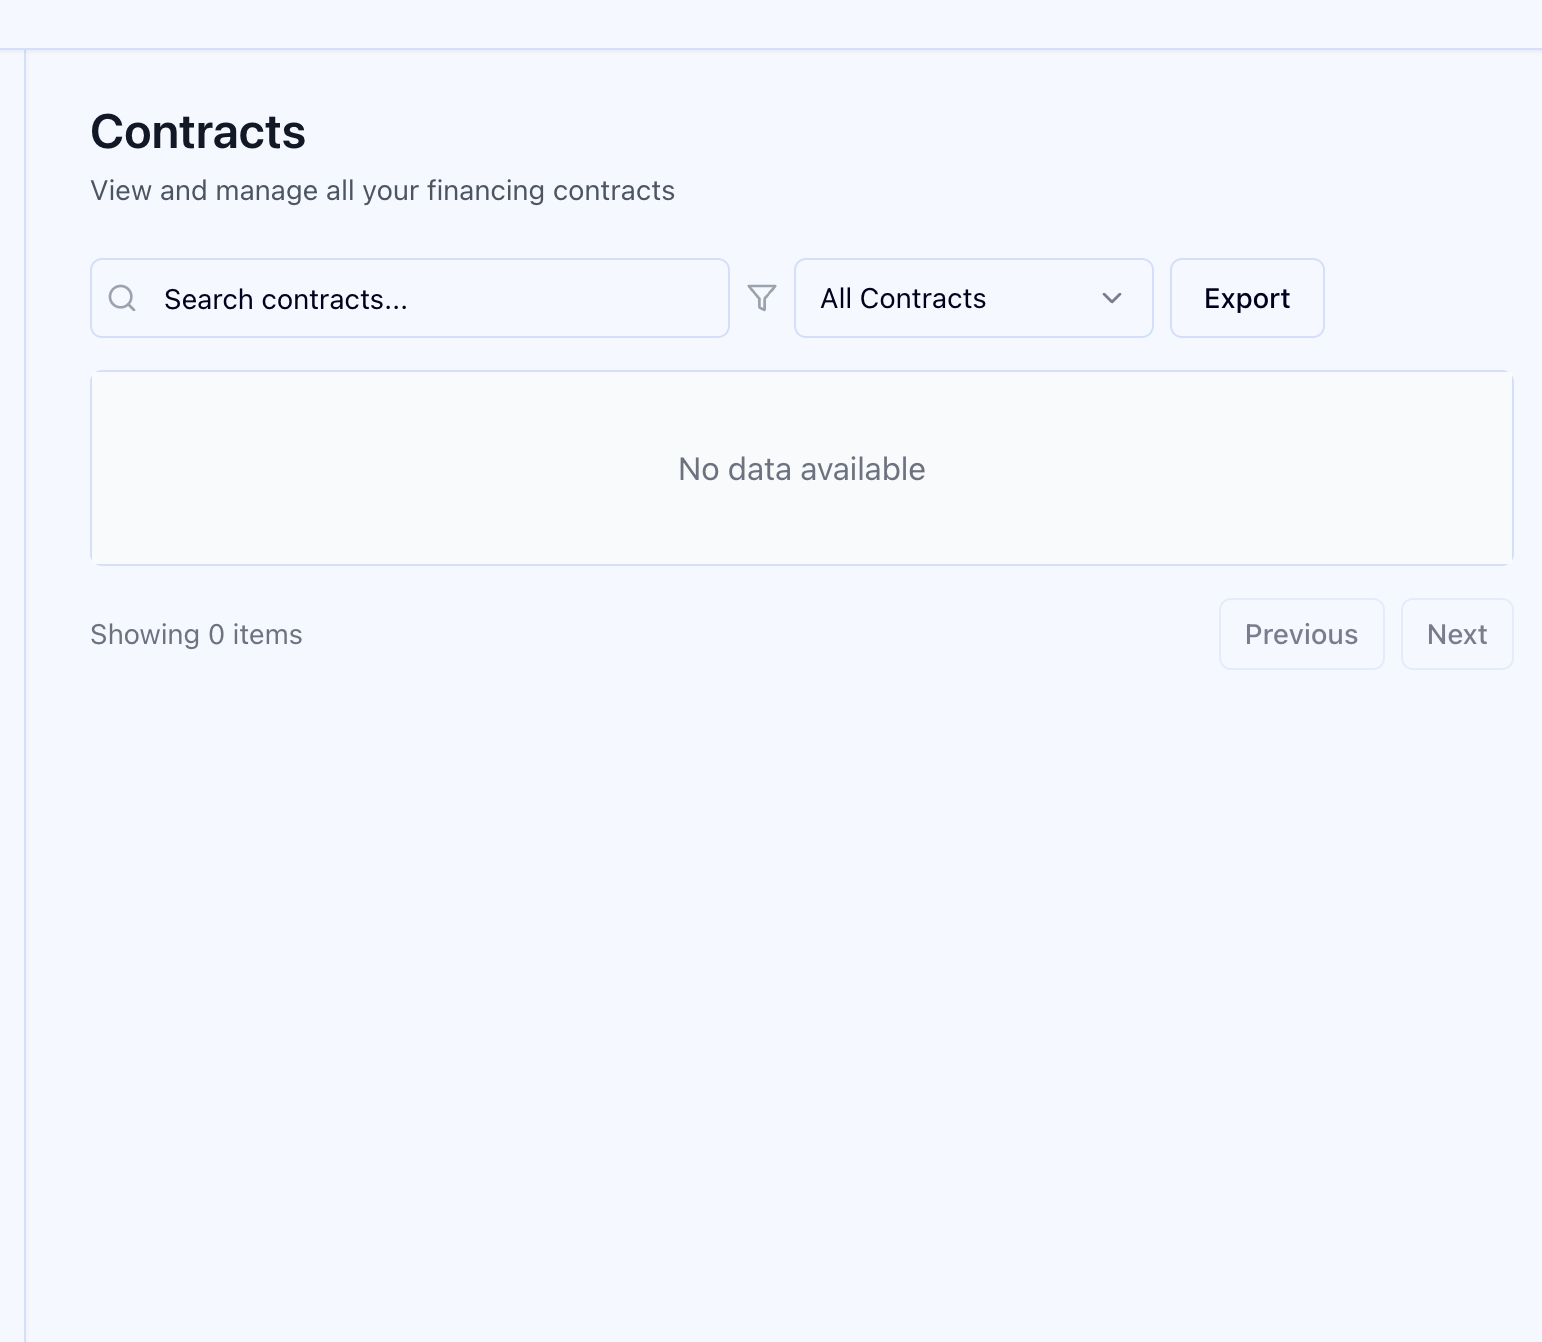 Contracts
View and manage all your financing contracts
Search contracts...
All Contracts
Export
No data available
Showing 0 items
Previous
Next